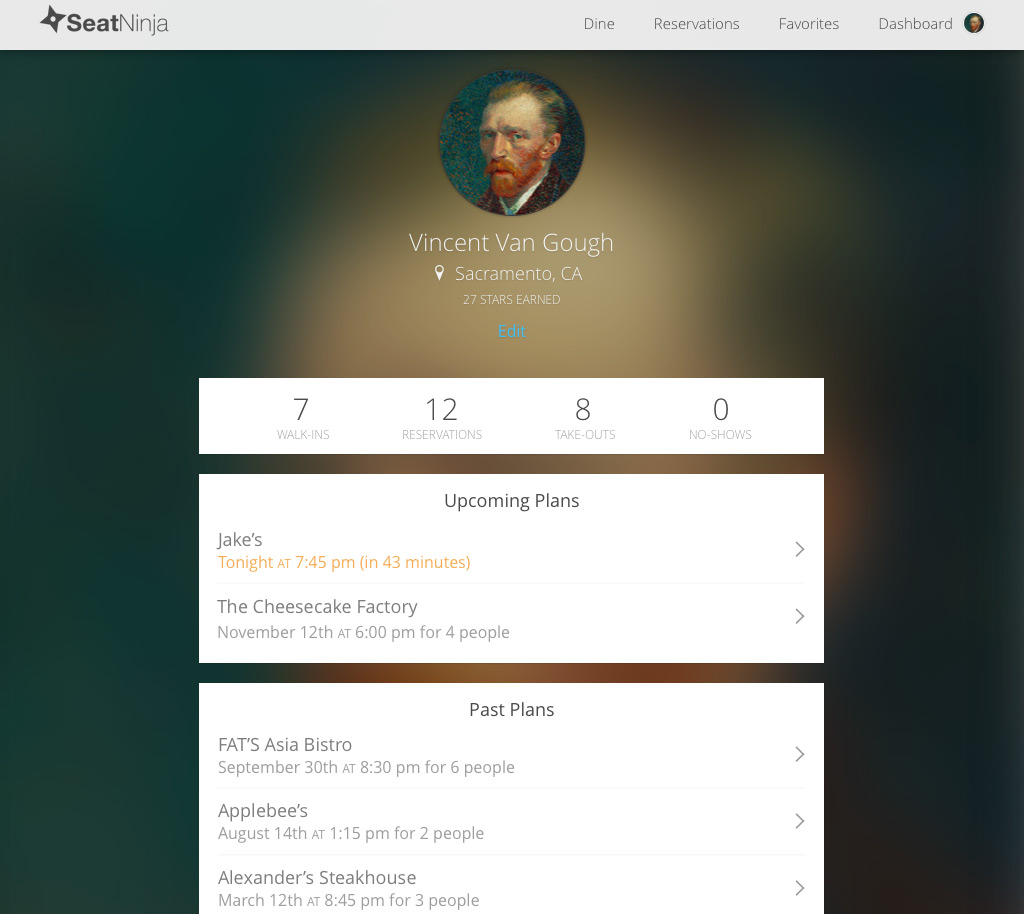 SeatNinja
Dine Reservations Favorites Dashboard
Vincent Van Gough
Sacramento, CA
27 STARS EARNED
Edit
7 12 8 0
WALK-INS RESERVATIONS TAKE-OUTS NO-SHOWS
Upcoming Plans
Jake’s
Tonight AT 7:45 pm (in 43 minutes)
The Cheesecake Factory
November 12th AT 6:00 pm for 4 people
Past Plans
FAT’S Asia Bistro
September 30th AT 8:30 pm for 6 people
Applebee’s
August 14th AT 1:15 pm for 2 people
Alexander’s Steakhouse
March 12th AT 8:45 pm for 3 people